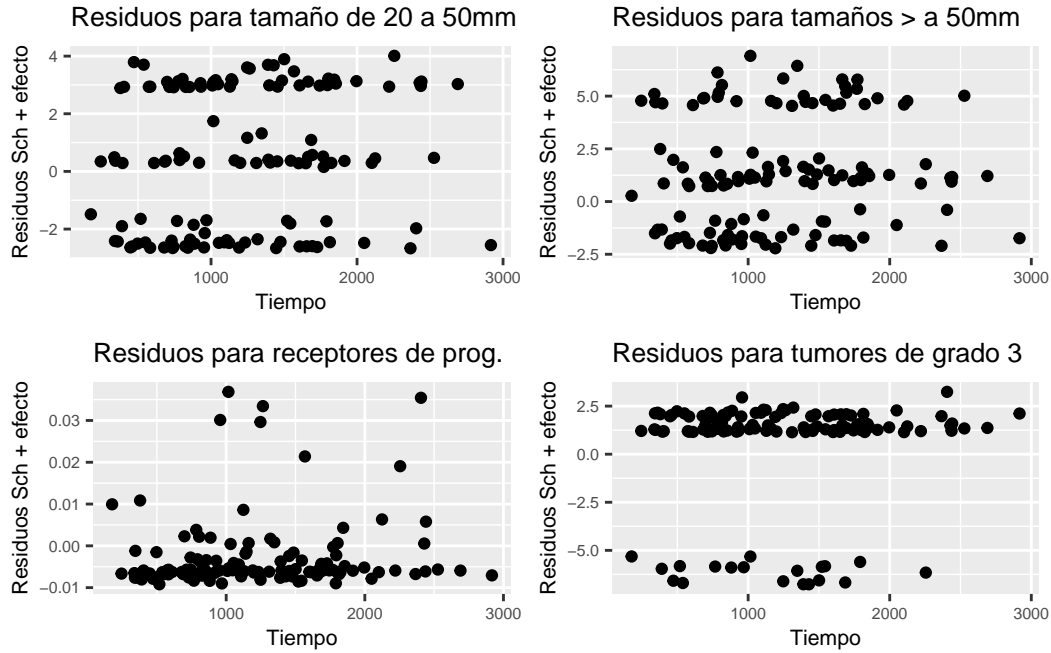 Residuos para tamaño de 20 a 50mm
Residuos Sch + efecto
4
2
0
−2
1000
2000
3000
Tiempo
Residuos para tamaños > a 50mm
Residuos Sch + efecto
5.0
2.5
0.0
−2.5
1000
2000
3000
Tiempo
Residuos para receptores de prog.
Residuos Sch + efecto
0.03
0.02
0.01
0.00
−0.01
1000
2000
3000
Tiempo
Residuos para tumores de grado 3
Residuos Sch + efecto
2.5
0.0
−2.5
−5.0
1000
2000
3000
Tiempo